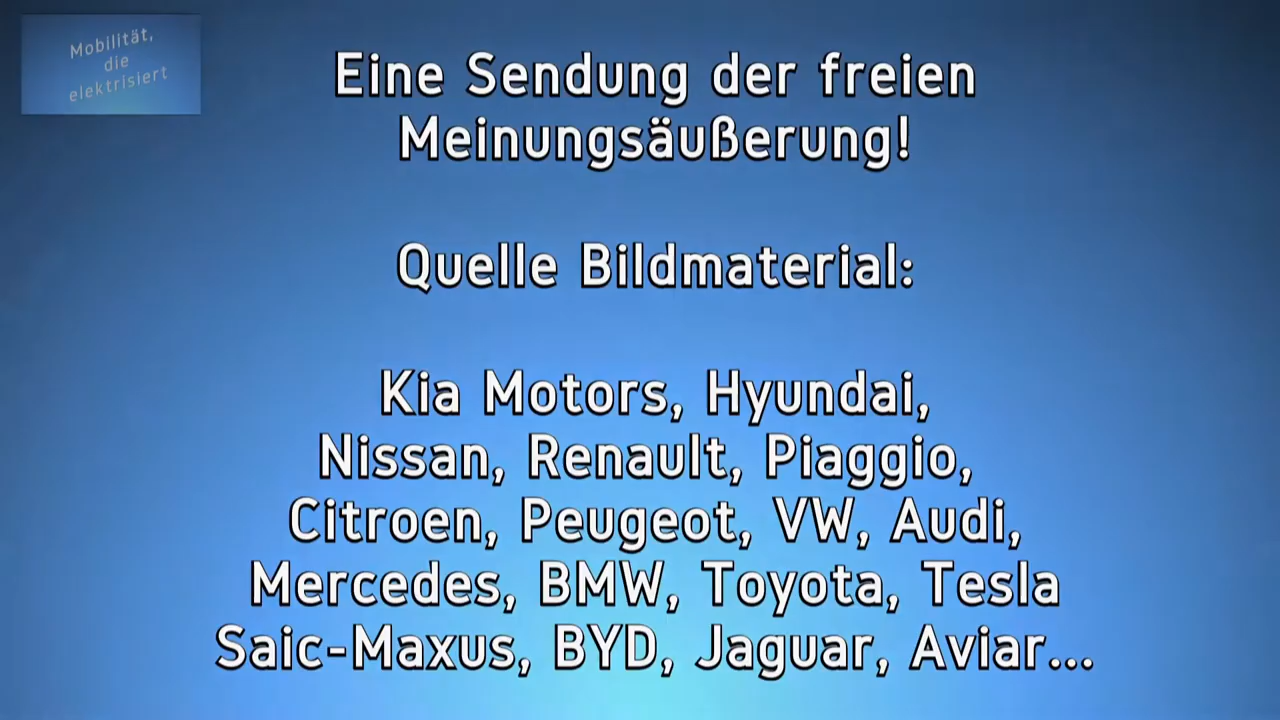 Mobilität,
die
elektrisiert
Eine Sendung der freien
Meinungsäußerung!
Quelle Bildmaterial:
Kia Motors, Hyundai,
Nissan, Renault, Piaggio,
Citroen, Peugeot, VW, Audi,
Mercedes, BMW, Toyota, Tesla
Saic-Maxus, BYD, Jaguar, Aviar...